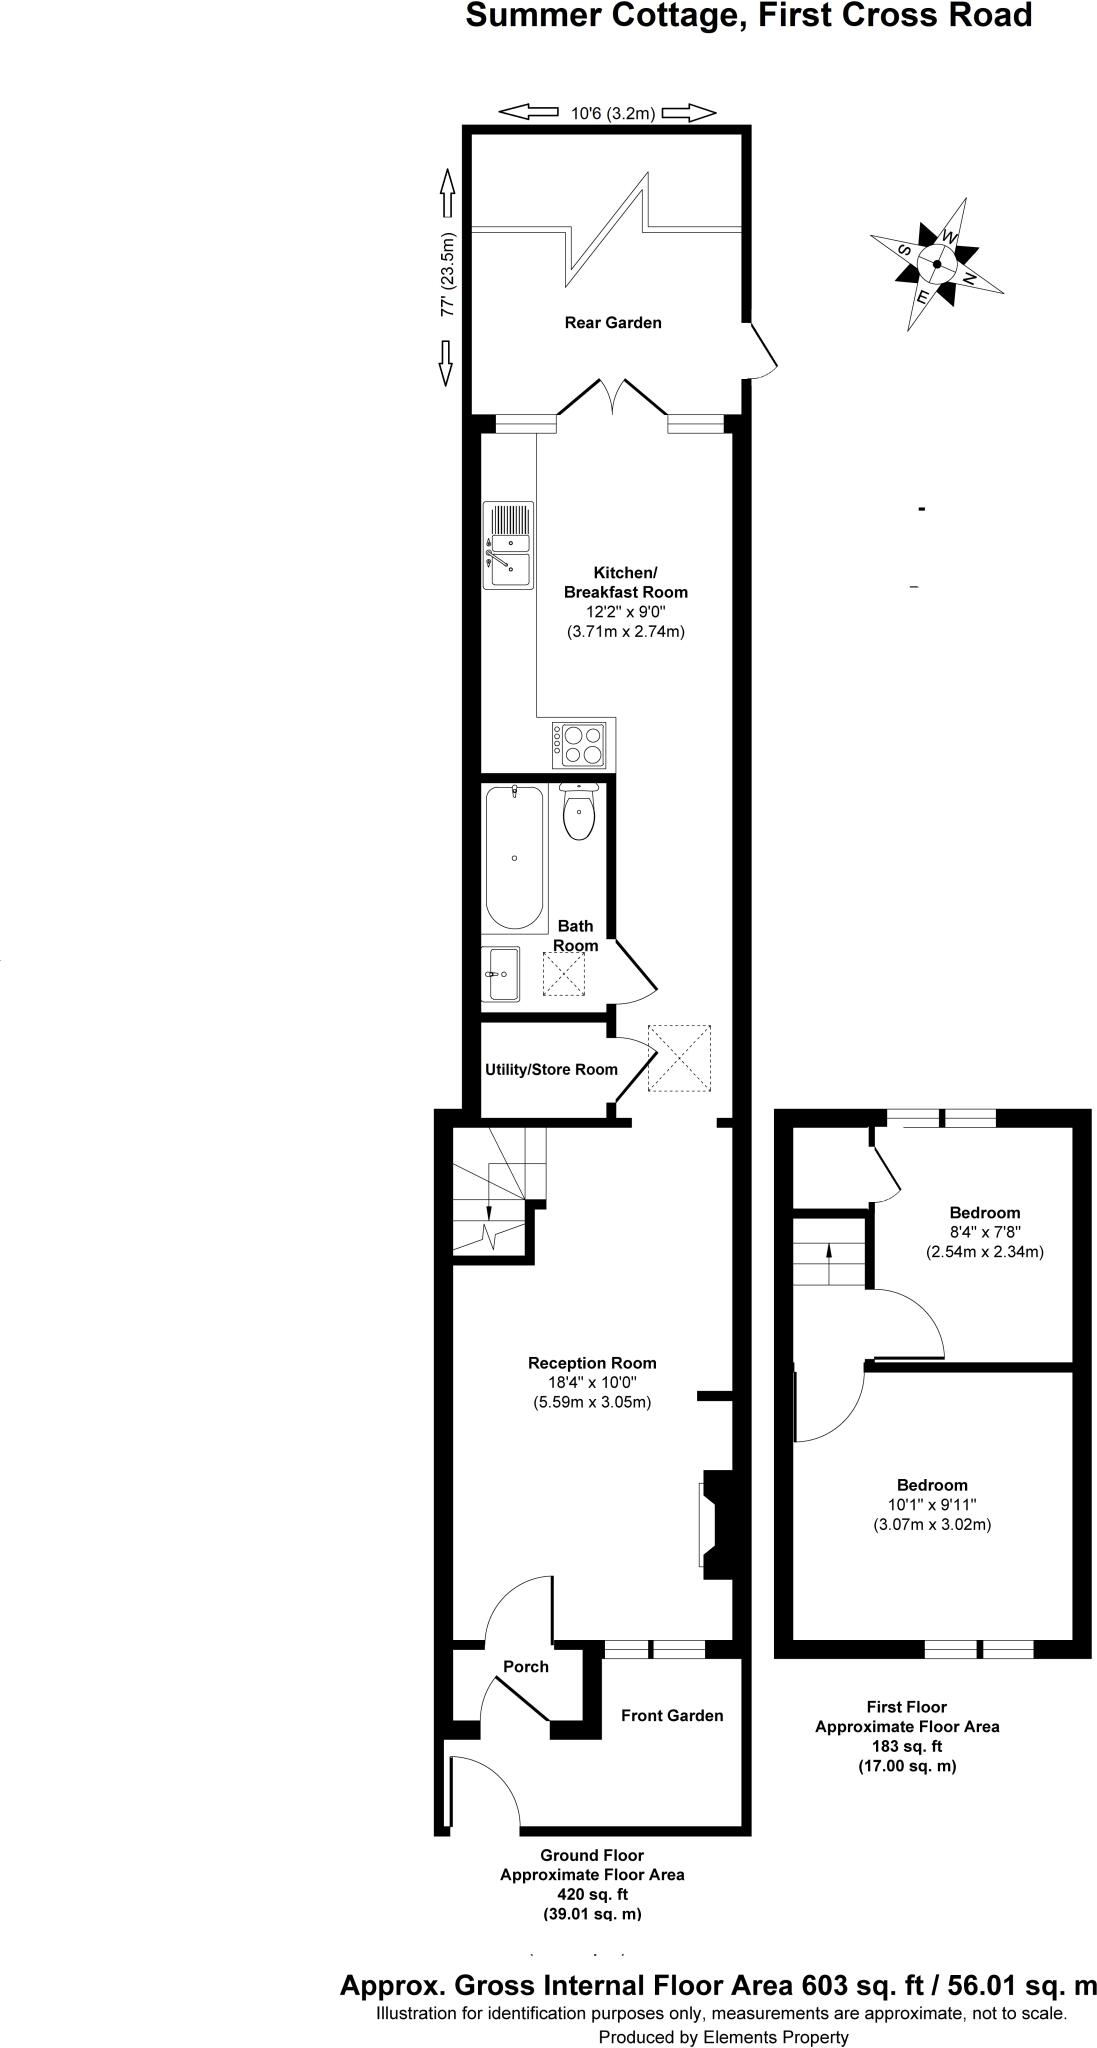 Summer Cottage, First Cross Road
10'6 (3.2m)
77' (23.5m)
W
S
N
E
Rear Garden
Kitchen/
Breakfast Room
12'2" x 9'0"
(3.71m x 2.74m)
Bath
Room
Utility/Store Room
Reception Room
18'4" x 10'0"
(5.59m x 3.05m)
Porch
Front Garden
Ground Floor
Approximate Floor Area
420 sq. ft
(39.01 sq. m)
Bedroom
8'4" x 7'8"
(2.54m x 2.34m)
Bedroom
10'1" x 9'11"
(3.07m x 3.02m)
First Floor
Approximate Floor Area
183 sq. ft
(17.00 sq. m)
Approx. Gross Internal Floor Area 603 sq. ft / 56.01 sq. m
Illustration for identification purposes only, measurements are approximate, not to scale.
Produced by Elements Property